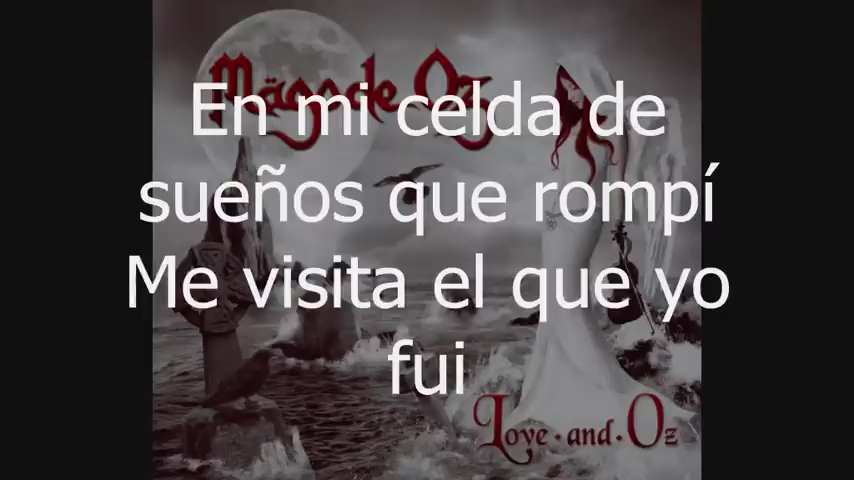 Mägo de Oz
En mi celda de
sueños que rompí
Me visita el que yo
fui
Love·and·Oz